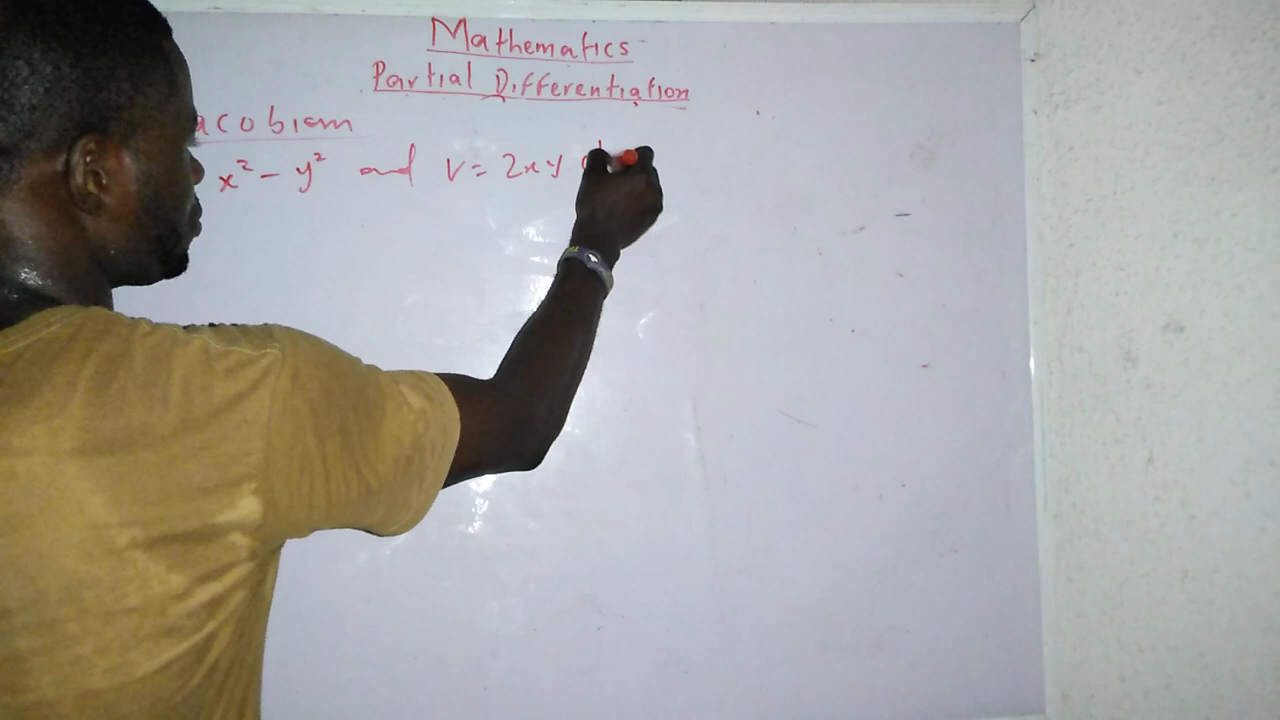 Mathematics
Partial Differentiation
acobian
x² - y² and v = 2xy